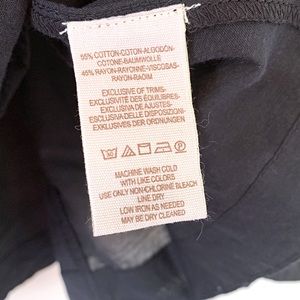 55% COTTON-COTON-ALGODÓN-
COTONE-BAUMWOLLE
45% RAYON-RAYONNE-VISCOSAS-
RAYON-RAOIM
EXCLUSIVE OF TRIMS-
EXCLUSIVITÉ DES ÉQUILIBRES-
EXCLUSIVA DE AJUSTES-
ESCLUSIVA DELLE DISPOSIZIONI-
EXKLUSIVES DER ORDNUNGEN
MACHINE WASH COLD
WITH LIKE COLORS
USE ONLY NON-CHLORINE BLEACH
LINE DRY
LOW IRON AS NEEDED
MAY BE DRY CLEANED